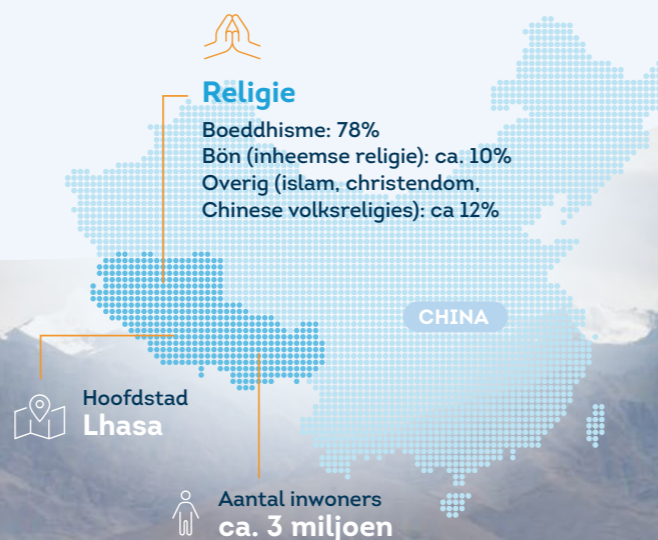 Religie
Boeddhisme: 78%
Bön (inheemse religie): ca. 10%
Overig (islam, christendom,
Chinese volksreligies): ca 12%
CHINA
Hoofdstad
Lhasa
Aantal inwoners
ca. 3 miljoen